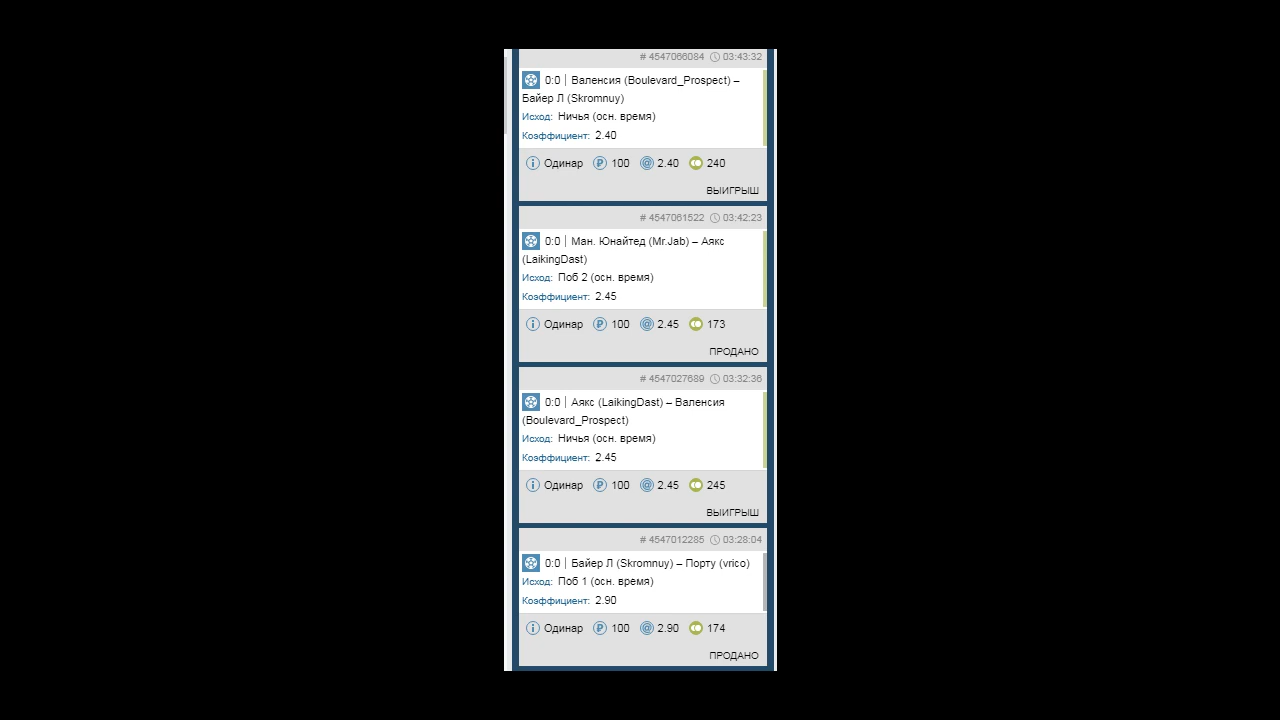 # 4547066084 03:43:32
0:0 | Валенсия (Boulevard_Prospect) –
Байер Л (Skromnuy)
Исход: Ничья (осн. время)
Коэффициент: 2.40
Одинар ₽ 100 @ 2.40 240
ВЫИГРЫШ
# 4547061522 03:42:23
0:0 | Ман. Юнайтед (Mr.Jab) – Аякс
(LaikingDast)
Исход: Поб 2 (осн. время)
Коэффициент: 2.45
Одинар ₽ 100 @ 2.45 173
ПРОДАНО
# 4547027689 03:32:36
0:0 | Аякс (LaikingDast) – Валенсия
(Boulevard_Prospect)
Исход: Ничья (осн. время)
Коэффициент: 2.45
Одинар ₽ 100 @ 2.45 245
ВЫИГРЫШ
# 4547012285 03:28:04
0:0 | Байер Л (Skromnuy) – Порту (vrico)
Исход: Поб 1 (осн. время)
Коэффициент: 2.90
Одинар ₽ 100 @ 2.90 174
ПРОДАНО